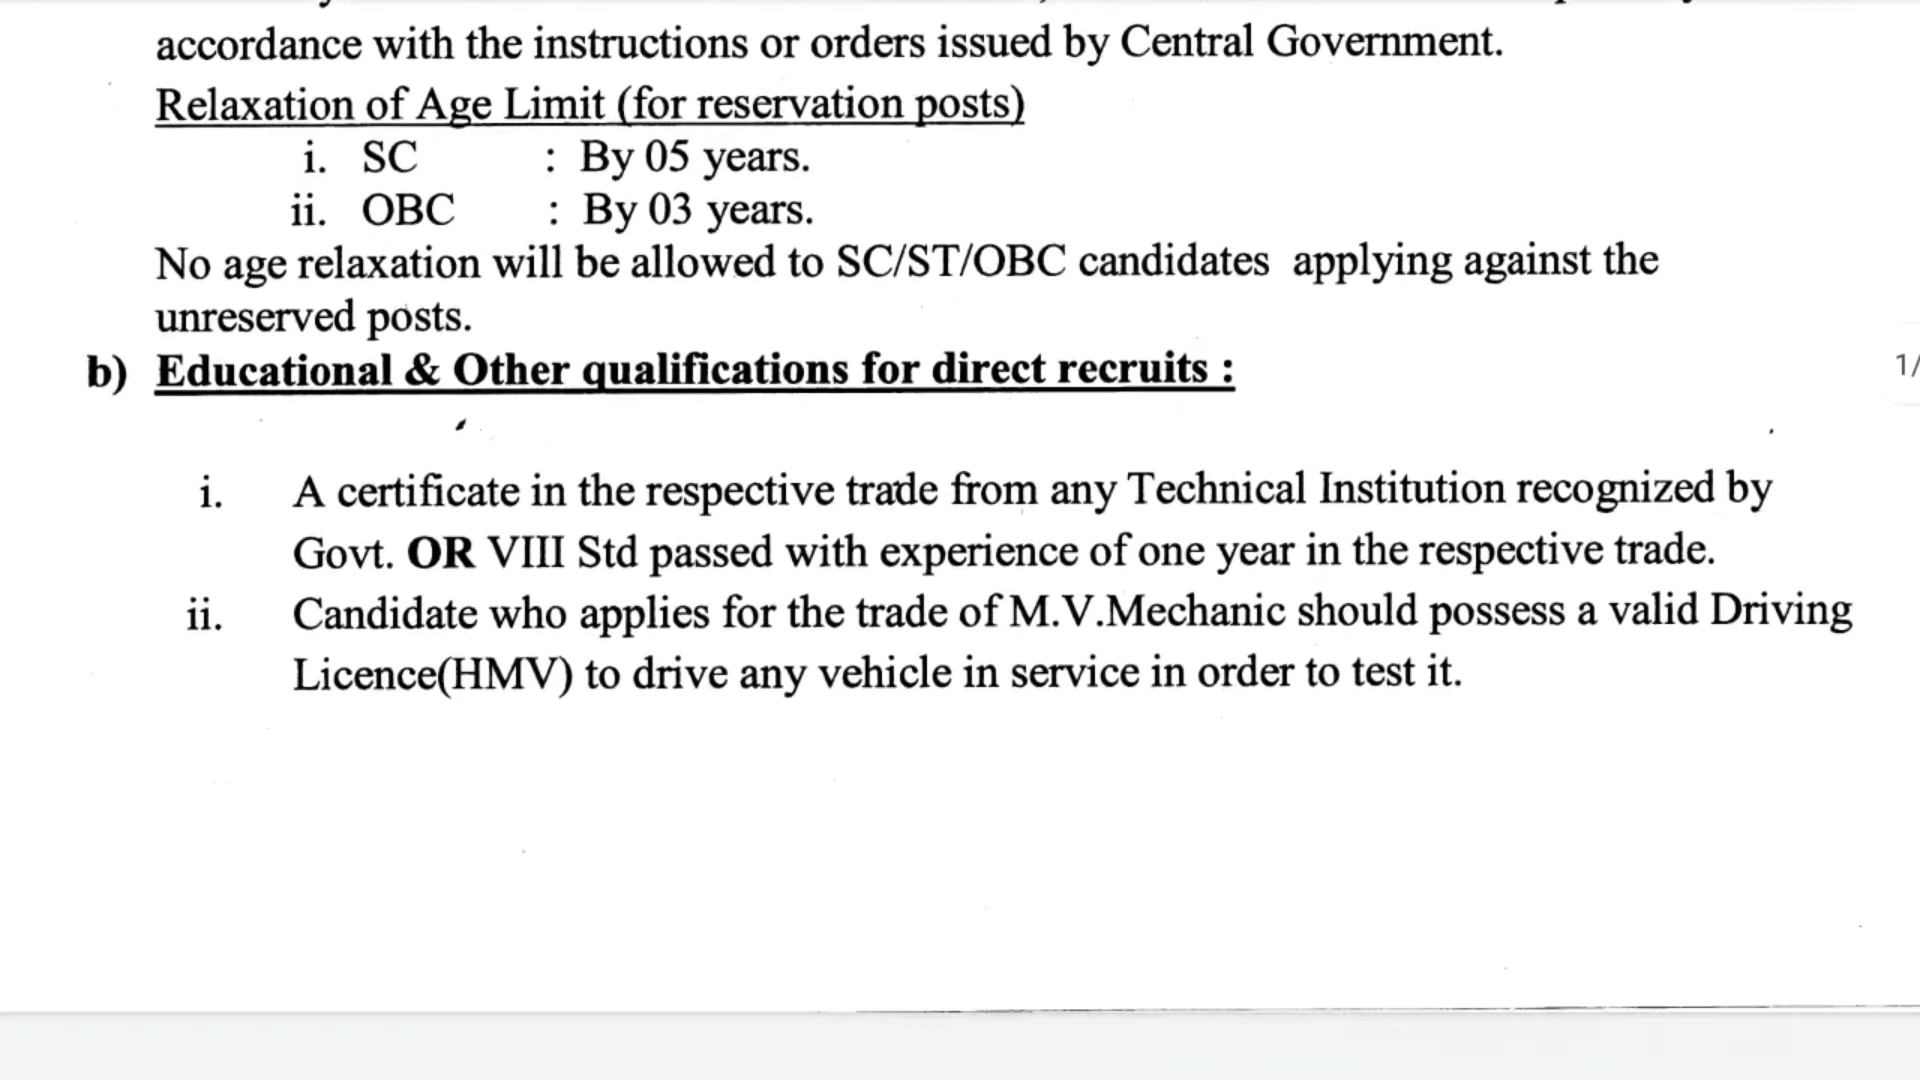 accordance with the instructions or orders issued by Central Government.
Relaxation of Age Limit (for reservation posts)
i. SC : By 05 years.
ii. OBC : By 03 years.
No age relaxation will be allowed to SC/ST/OBC candidates applying against the
unreserved posts.
b) Educational & Other qualifications for direct recruits :
1/
i. A certificate in the respective trade from any Technical Institution recognized by
Govt. OR VIII Std passed with experience of one year in the respective trade.
ii. Candidate who applies for the trade of M.V.Mechanic should possess a valid Driving
Licence(HMV) to drive any vehicle in service in order to test it.